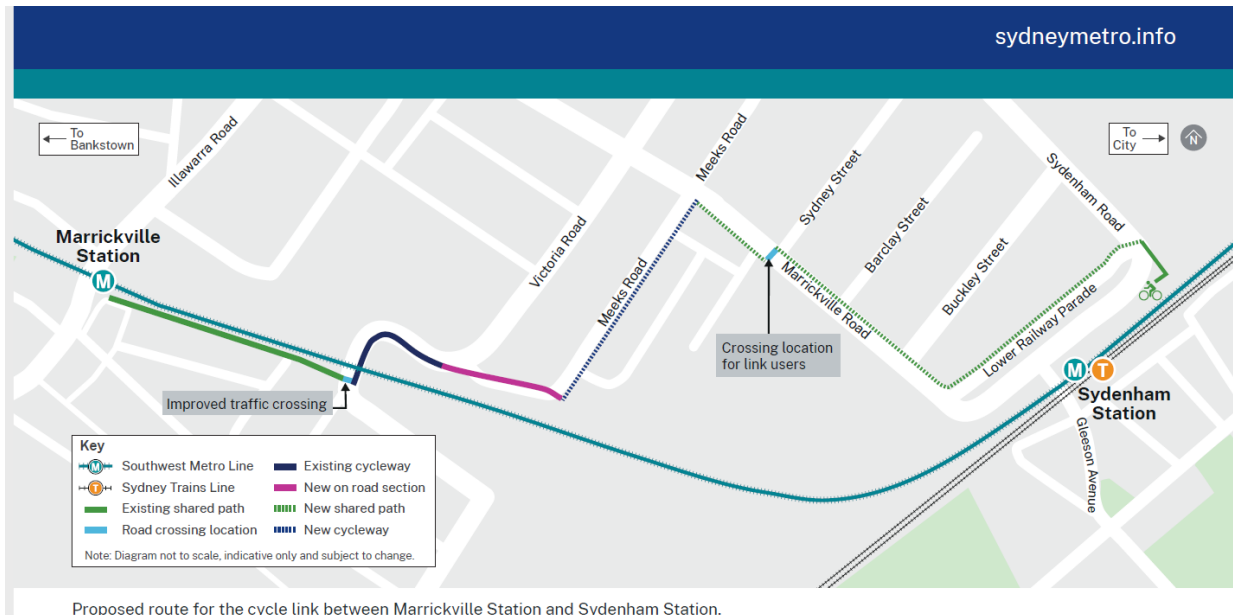 sydneymetro.info
To
Bankstown
To
City
N
Illawarra Road
Meeks Road
Sydney Street
Sydenham Road
Barclay Street
Victoria Road
Buckley Street
Marrickville
Station
M
Meeks Road
Marrickville Road
Lower Railway Parade
Crossing location
for link users
Improved traffic crossing
M T
Sydenham
Station
Gleeson Avenue
Key
M Southwest Metro Line
T Sydney Trains Line
Existing shared path
Road crossing location
Existing cycleway
New on road section
New shared path
New cycleway
Note: Diagram not to scale, indicative only and subject to change.
Proposed route for the cycle link between Marrickville Station and Sydenham Station.